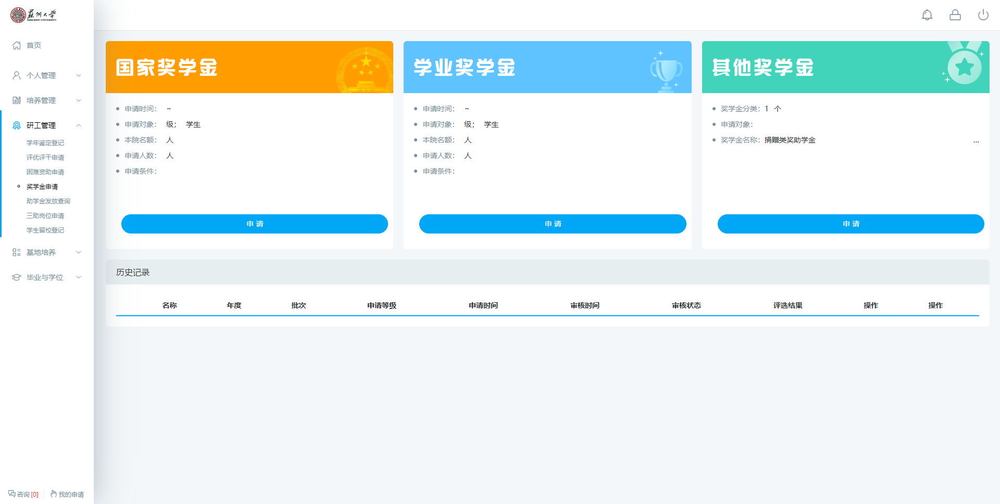 蘇州大学
SOOCHOW UNIVERSITY
首页
个人管理
培养管理
研工管理
学年鉴定登记
评优评干申请
困难资助申请
奖学金申请
助学金发放查询
三助岗位申请
学生留校登记
基地培养
毕业与学位
咨询[0]
我的申请
国家奖学金
申请时间： ~
申请对象： 级； 学生
本院名额： 人
申请人数： 人
申请条件：
申 请
学业奖学金
申请时间： ~
申请对象： 级； 学生
本院名额： 人
申请人数： 人
申请条件：
申 请
其他奖学金
奖学金分类：1 个
申请对象：
奖学金名称：捐赠类奖助学金 ...
申 请
历史记录
名称 年度 批次 申请等级 申请时间 审核时间 审核状态 评选结果 操作 操作